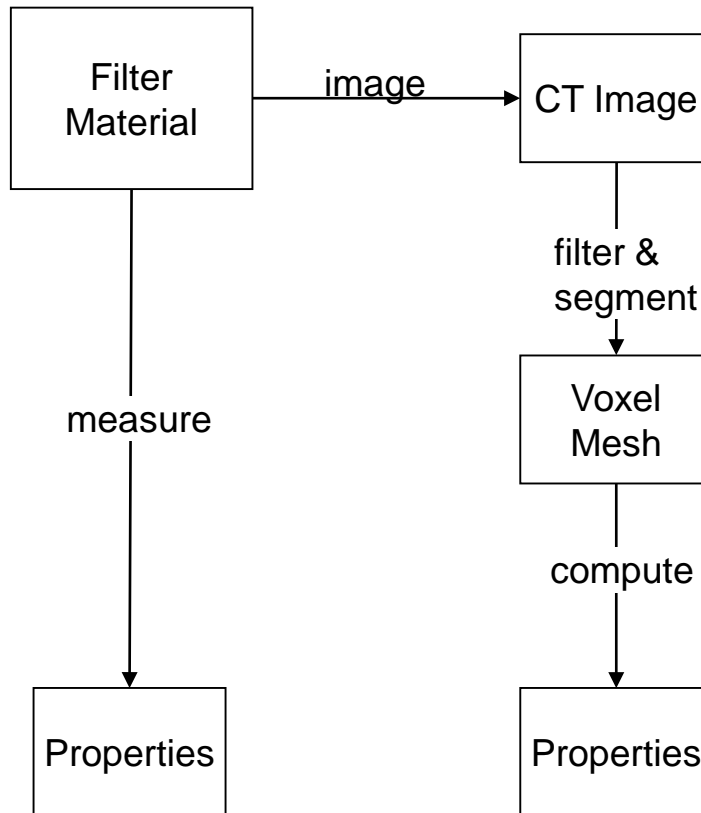 Filter
Material
image
CT Image
filter &
segment
measure
Voxel
Mesh
compute
Properties
Properties